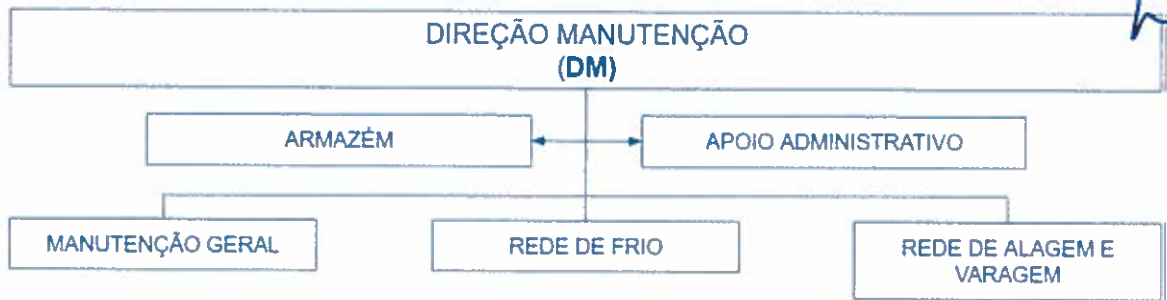 DIREÇÃO MANUTENÇÃO
(DM)
ARMAZÉM
APOIO ADMINISTRATIVO
MANUTENÇÃO GERAL
REDE DE FRIO
REDE DE ALAGEM E
VARAGEM